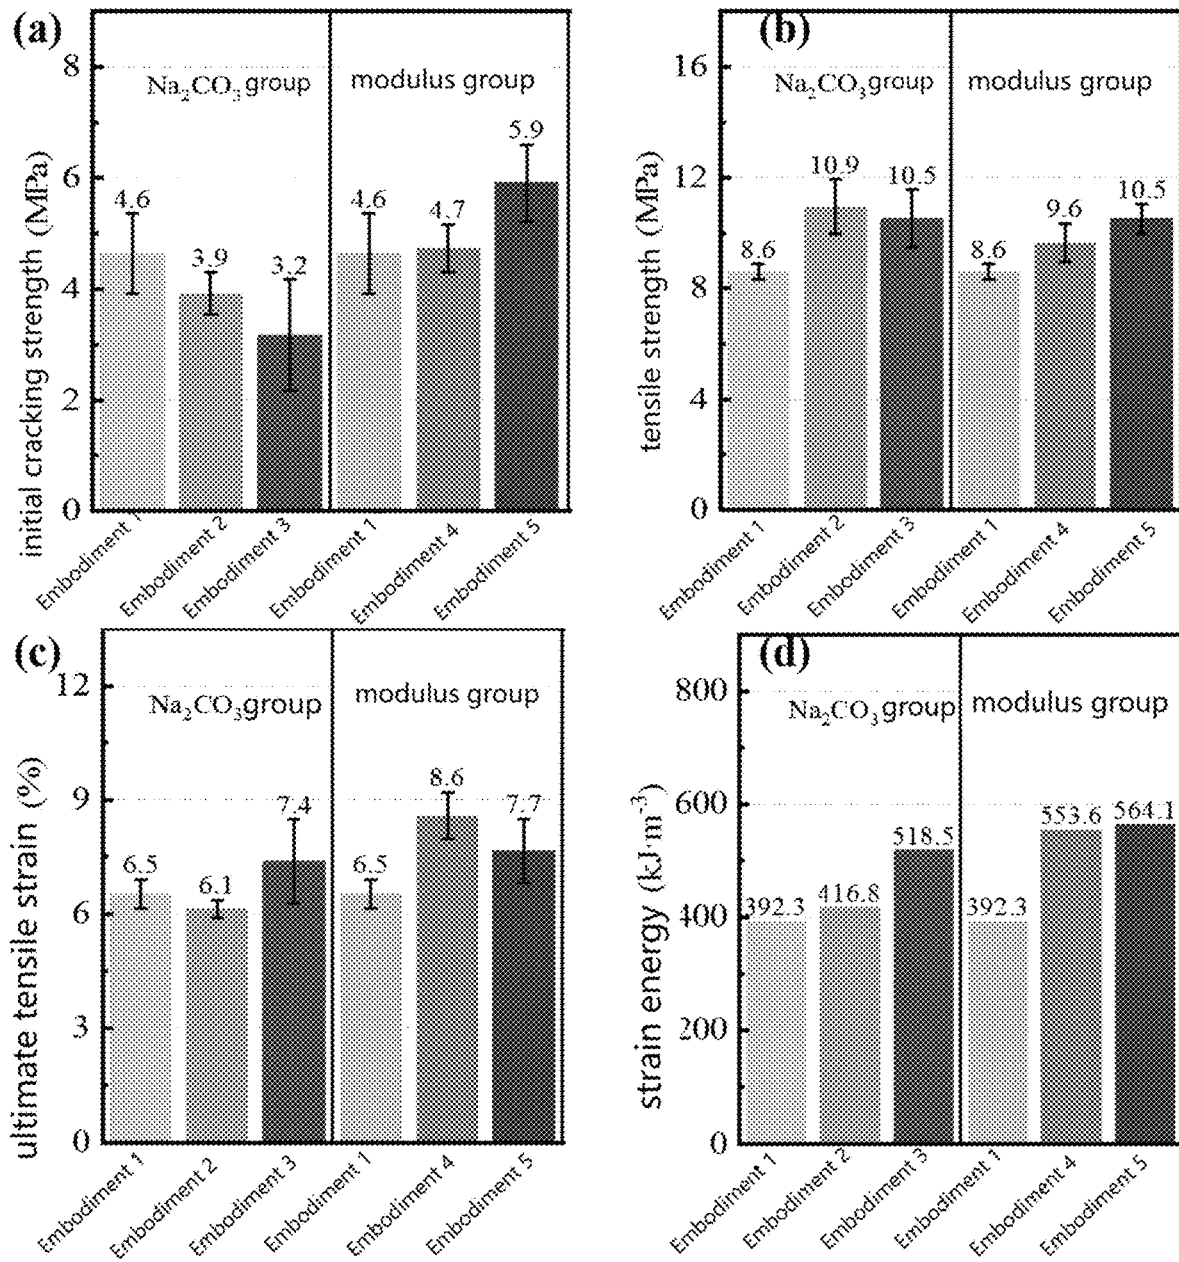 (a)
initial cracking strength (MPa)
8
6
4
2
0
Na₂CO₃ group
modulus group
4.6
3.9
3.2
4.6
4.7
5.9
Embodiment 1
Embodiment 2
Embodiment 3
Embodiment 1
Embodiment 4
Embodiment 5
(b)
tensile strength (MPa)
16
12
8
4
0
Na₂CO₃ group
modulus group
8.6
10.9
10.5
8.6
9.6
10.5
Embodiment 1
Embodiment 2
Embodiment 3
Embodiment 1
Embodiment 4
Embodiment 5
(c)
ultimate tensile strain (%)
12
9
6
3
0
Na₂CO₃group
modulus group
6.5
6.1
7.4
6.5
8.6
7.7
Embodiment 1
Embodiment 2
Embodiment 3
Embodiment 1
Embodiment 4
Embodiment 5
(d)
strain energy (kJ·m⁻³)
800
600
400
200
0
Na₂CO₃ group
modulus group
392.3
416.8
518.5
392.3
553.6
564.1
Embodiment 1
Embodiment 2
Embodiment 3
Embodiment 1
Embodiment 4
Embodiment 5